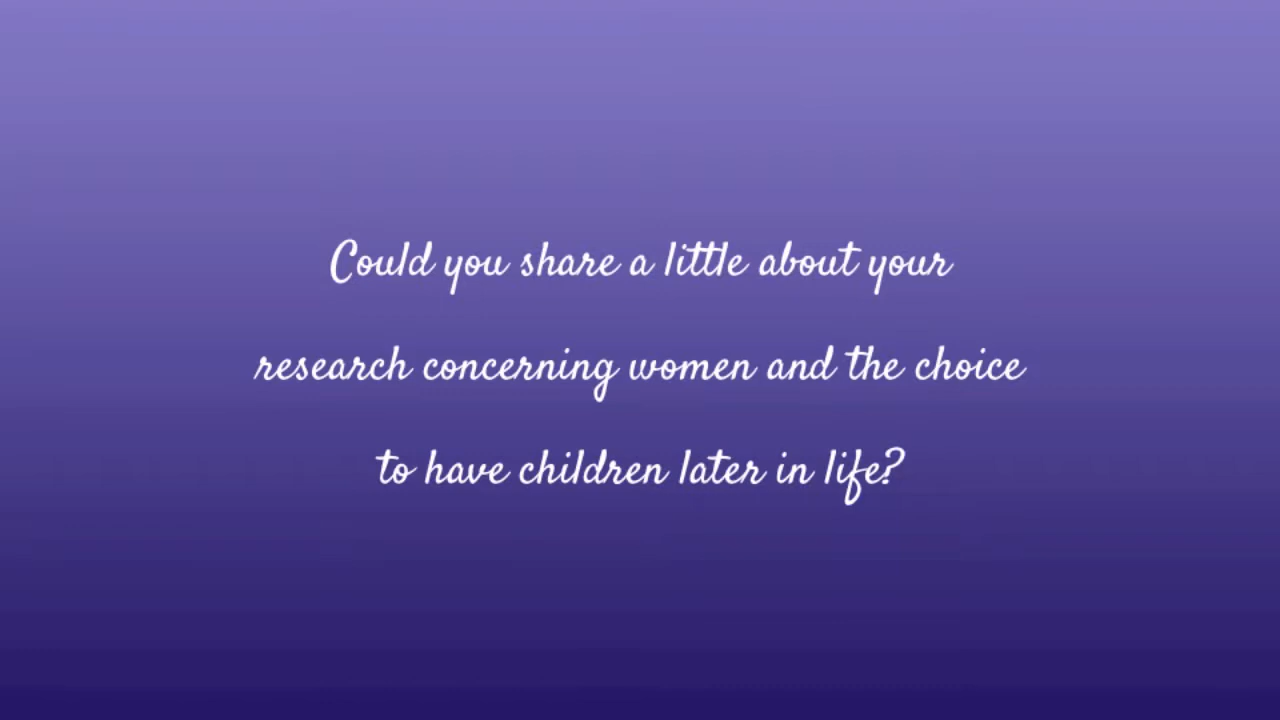 Could you share a little about your
research concerning women and the choice
to have children later in life?